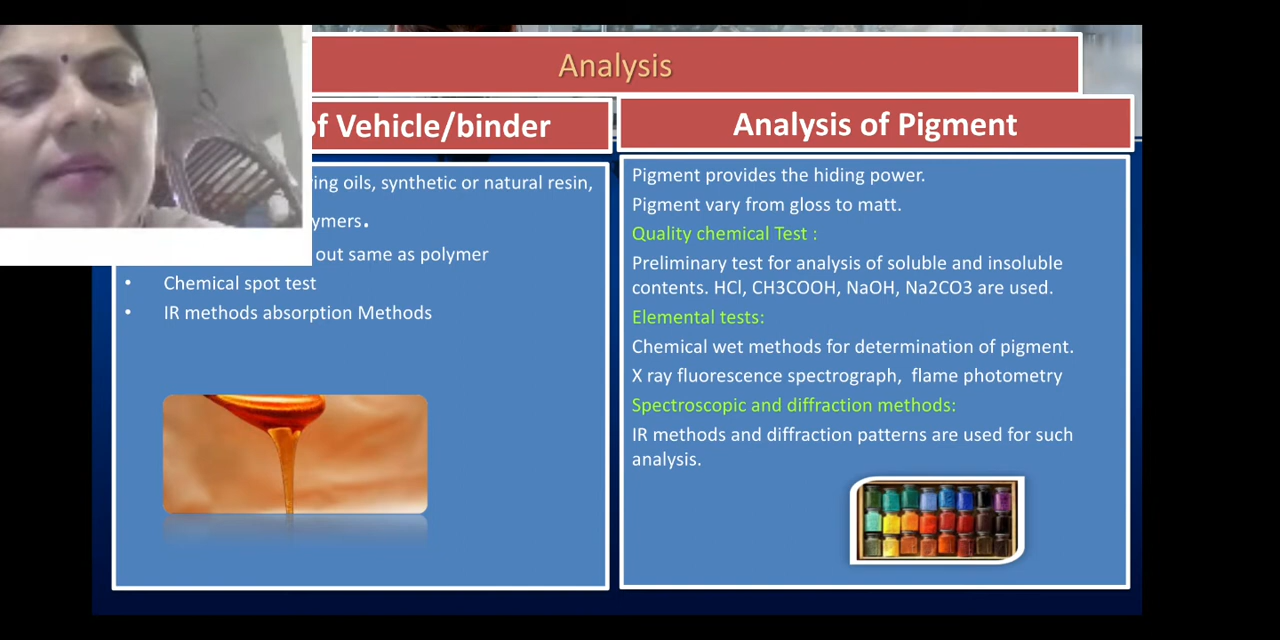 Analysis
of Vehicle/binder
oils, synthetic or natural resin,
out same as polymer
• Chemical spot test
• IR methods absorption Methods
Analysis of Pigment
Pigment provides the hiding power.
Pigment vary from gloss to matt.
Quality chemical Test :
Preliminary test for analysis of soluble and insoluble
contents. HCl, CH3COOH, NaOH, Na2CO3 are used.
Elemental tests:
Chemical wet methods for determination of pigment.
X ray fluorescence spectrograph, flame photometry
Spectroscopic and diffraction methods:
IR methods and diffraction patterns are used for such
analysis.